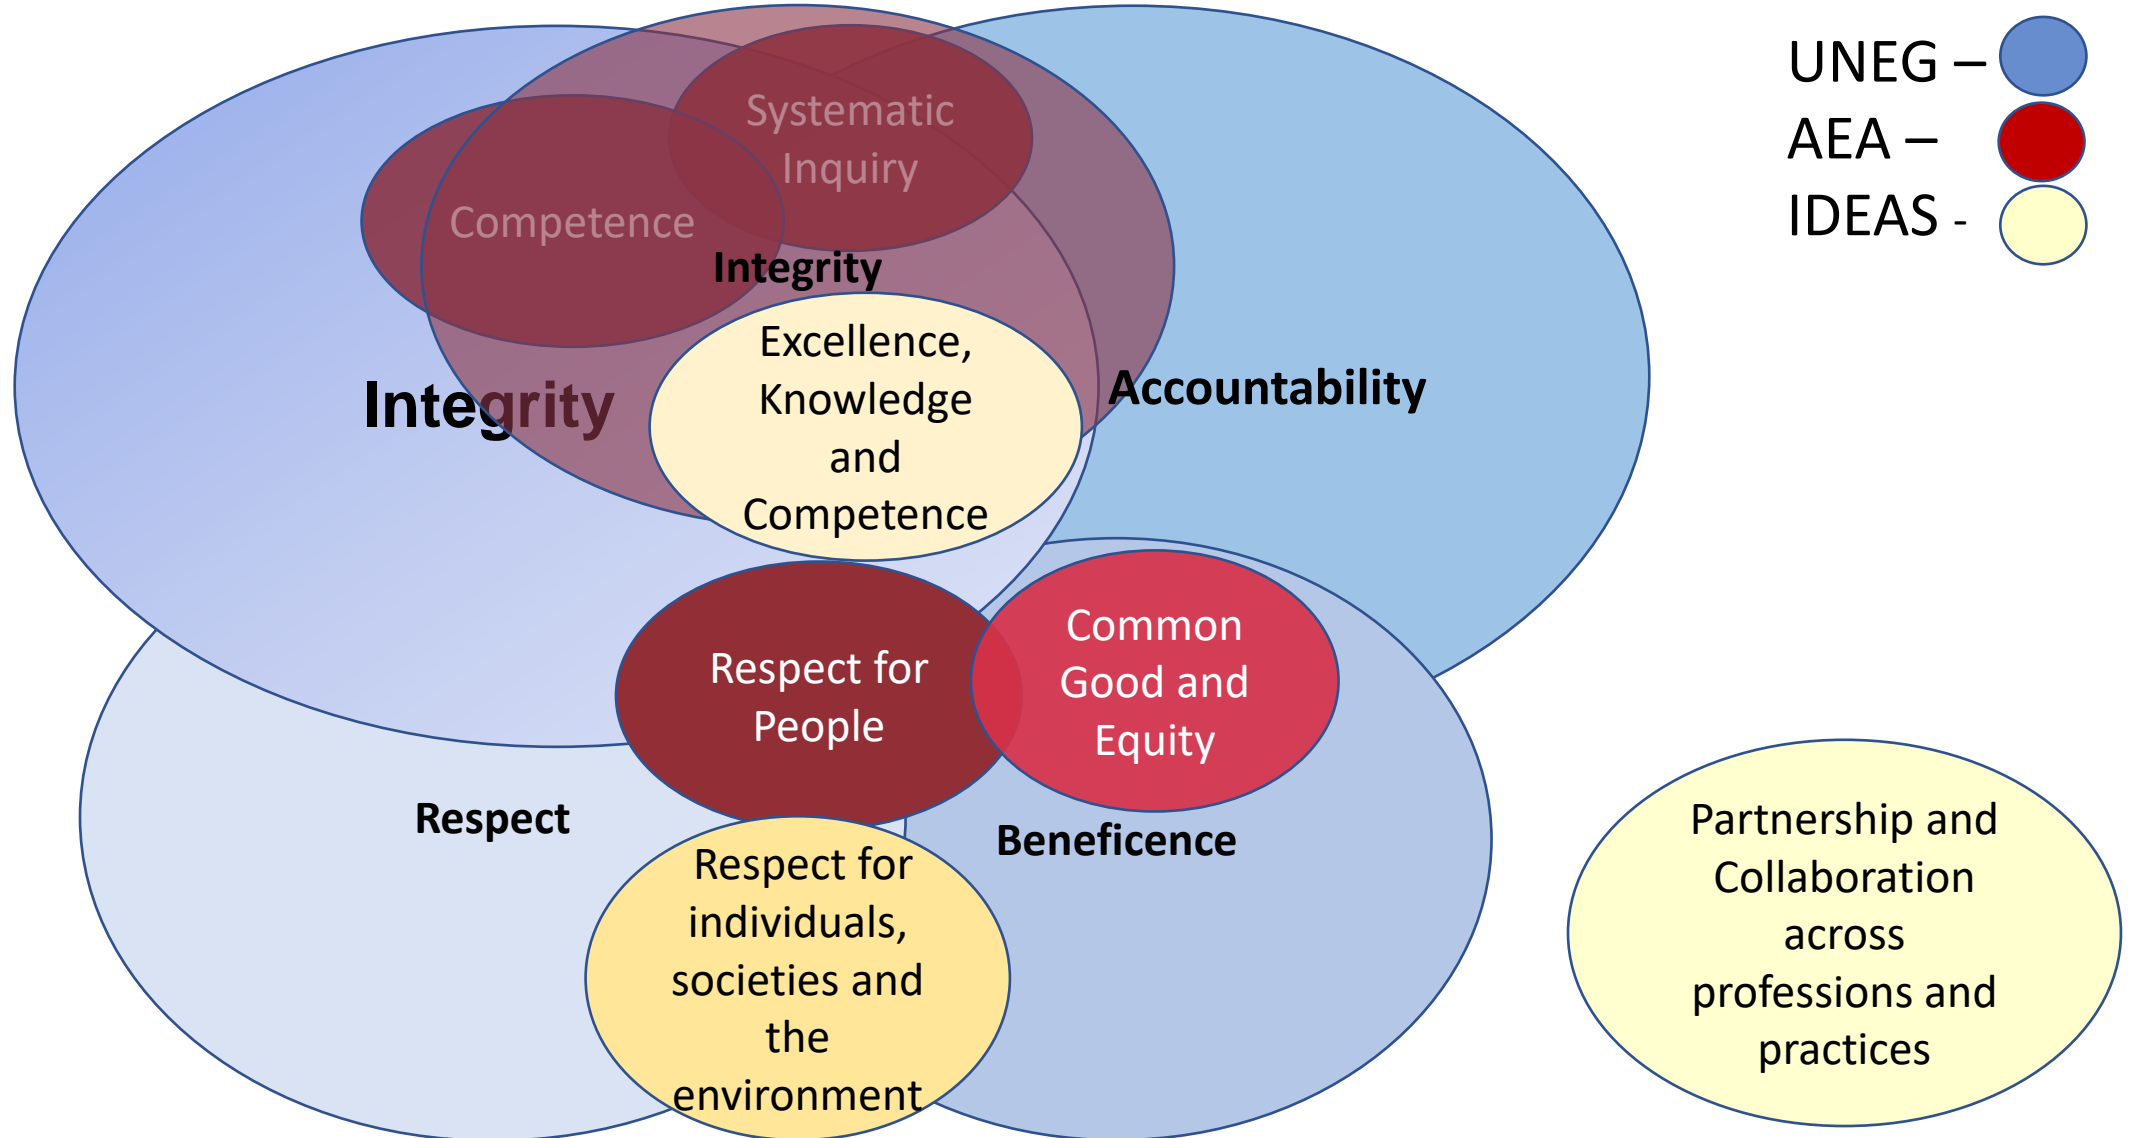 UNEG –
AEA –
IDEAS -
Systematic
Inquiry
Competence
Integrity
Excellence,
Knowledge
and
Competence
Integrity
Accountability
Respect for
People
Common
Good and
Equity
Respect
Beneficence
Respect for
individuals,
societies and
the
environment
Partnership and
Collaboration
across
professions and
practices